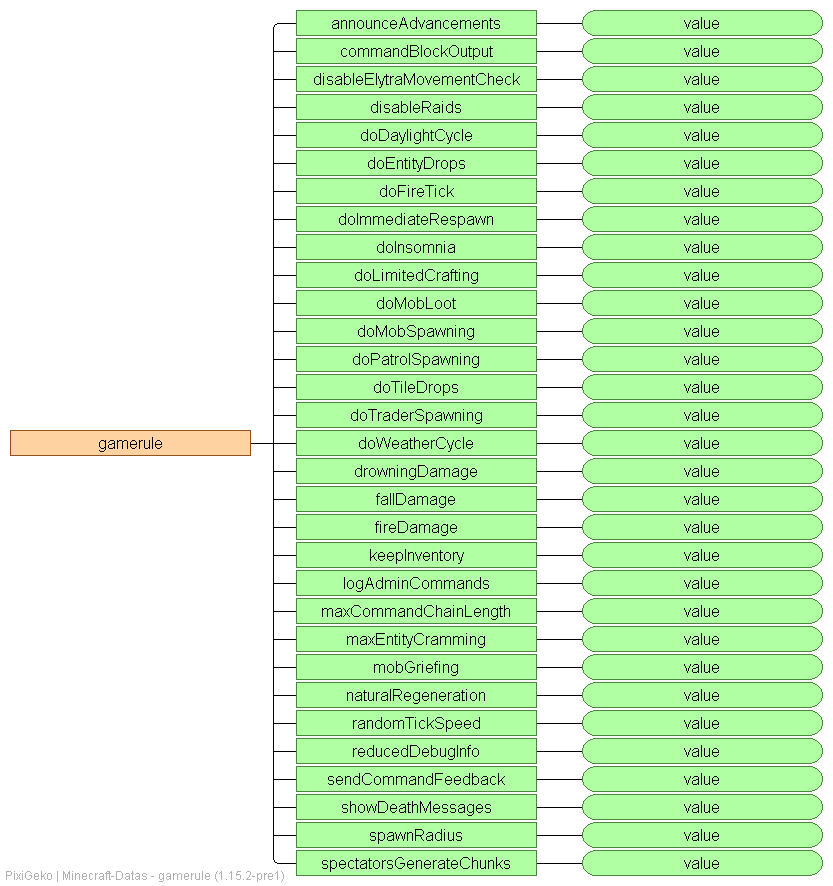 announceAdvancements value
commandBlockOutput value
disableElytraMovementCheck value
disableRaids value
doDaylightCycle value
doEntityDrops value
doFireTick value
doImmediateRespawn value
doInsomnia value
doLimitedCrafting value
doMobLoot value
doMobSpawning value
doPatrolSpawning value
doTileDrops value
doTraderSpawning value
gamerule doWeatherCycle value
drowningDamage value
fallDamage value
fireDamage value
keepInventory value
logAdminCommands value
maxCommandChainLength value
maxEntityCramming value
mobGriefing value
naturalRegeneration value
randomTickSpeed value
reducedDebugInfo value
sendCommandFeedback value
showDeathMessages value
spawnRadius value
spectatorsGenerateChunks value
PixiGeko | Minecraft-Datas - gamerule (1.15.2-pre1)